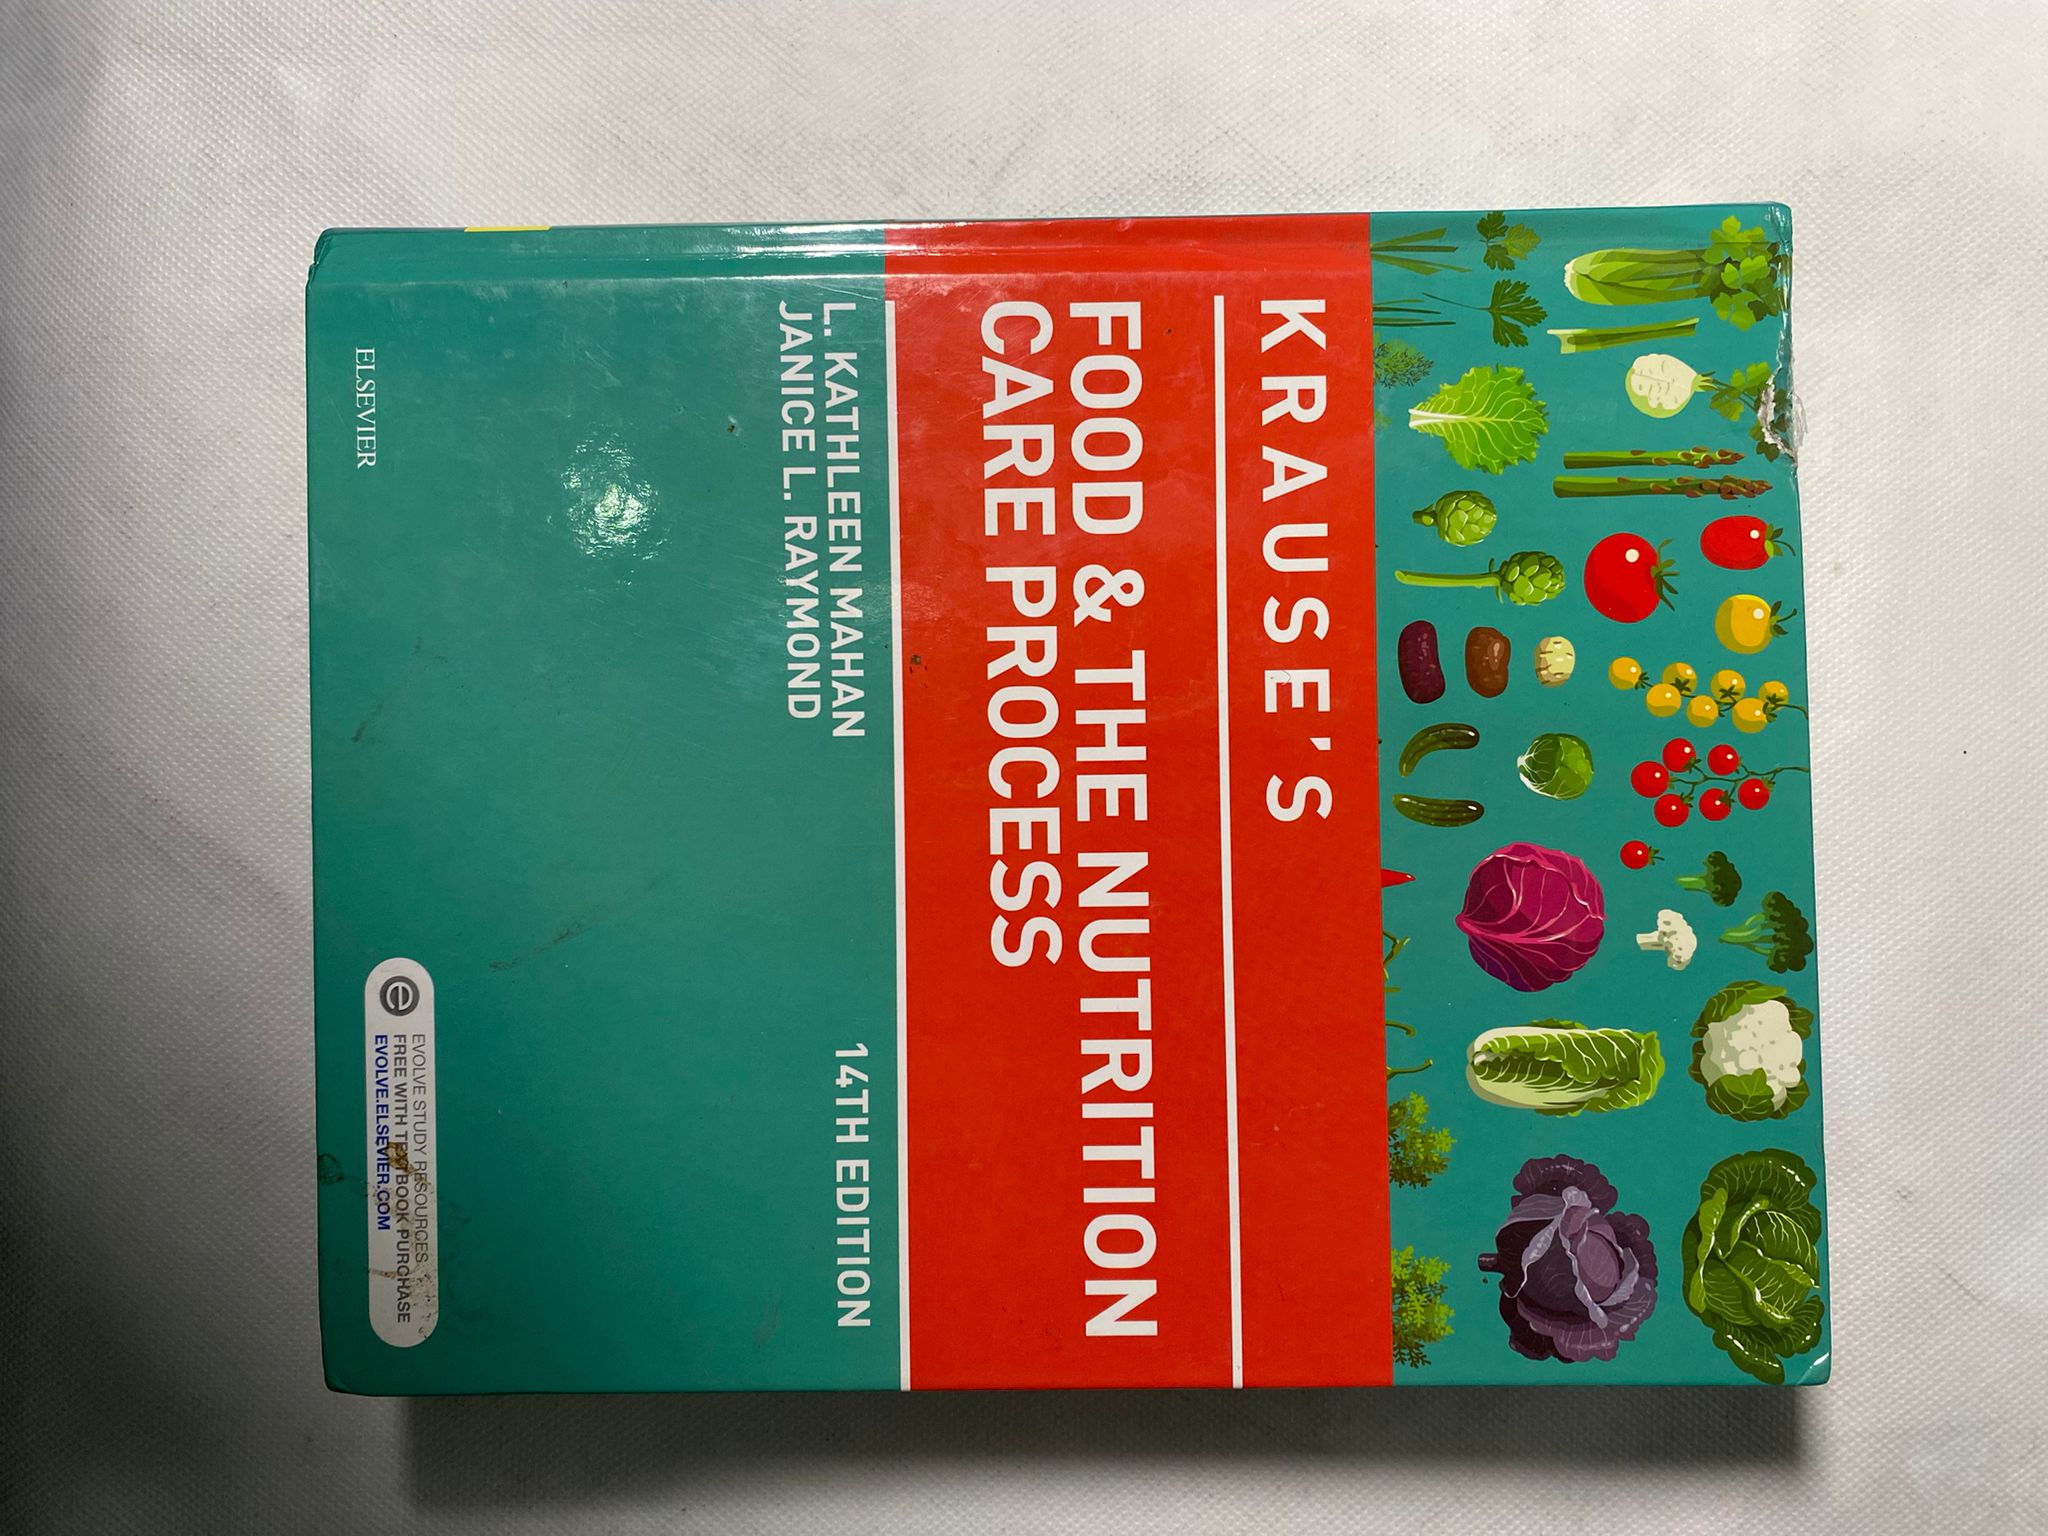 KRAUSE'S
FOOD & THE NUTRITION
CARE PROCESS
14TH EDITION
L. KATHLEEN MAHAN
JANICE L. RAYMOND
EVOLVE STUDY RESOURCES
FREE WITH TEXTBOOK PURCHASE
EVOLVE.ELSEVIER.COM
ELSEVIER